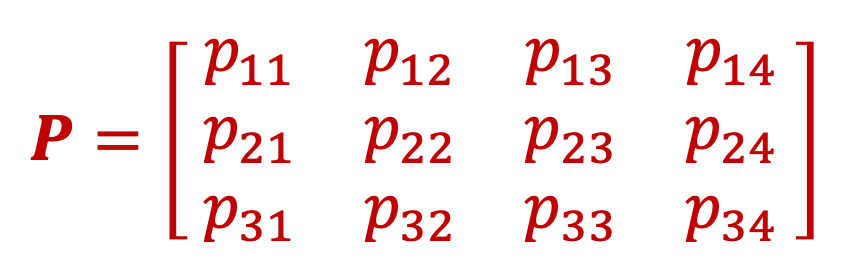 p₁₁ p₁₂ p₁₃ p₁₄
P = p₂₁ p₂₂ p₂₃ p₂₄
p₃₁ p₃₂ p₃₃ p₃₄